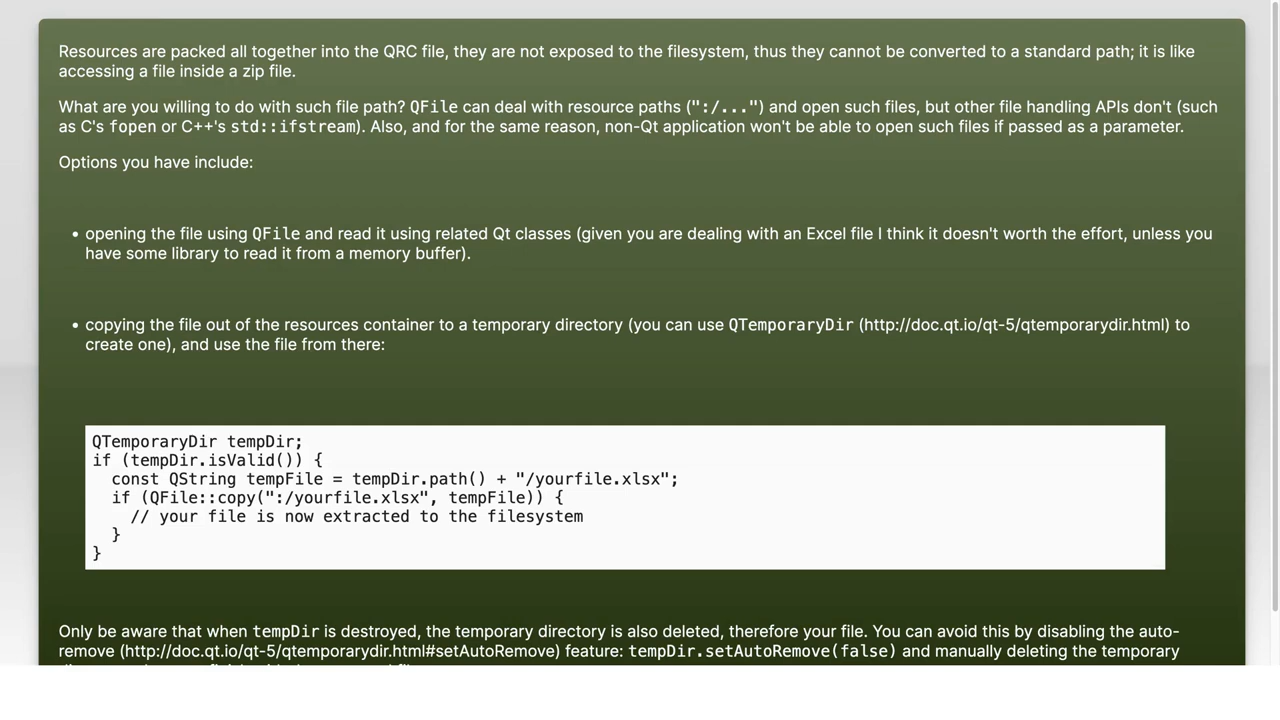 Resources are packed all together into the QRC file, they are not exposed to the filesystem, thus they cannot be converted to a standard path; it is like
accessing a file inside a zip file.
What are you willing to do with such file path? QFile can deal with resource paths (":/...") and open such files, but other file handling APIs don't (such
as C's fopen or C++'s std::ifstream). Also, and for the same reason, non-Qt application won't be able to open such files if passed as a parameter.
Options you have include:
• opening the file using QFile and read it using related Qt classes (given you are dealing with an Excel file I think it doesn't worth the effort, unless you
have some library to read it from a memory buffer).
• copying the file out of the resources container to a temporary directory (you can use QTemporaryDir (http://doc.qt.io/qt-5/qtemporarydir.html) to
create one), and use the file from there:
QTemporaryDir tempDir;
if (tempDir.isValid()) {
  const QString tempFile = tempDir.path() + "/yourfile.xlsx";
  if (QFile::copy(":/yourfile.xlsx", tempFile)) {
    // your file is now extracted to the filesystem
  }
}
Only be aware that when tempDir is destroyed, the temporary directory is also deleted, therefore your file. You can avoid this by disabling the auto-
remove (http://doc.qt.io/qt-5/qtemporarydir.html#setAutoRemove) feature: tempDir.setAutoRemove(false) and manually deleting the temporary